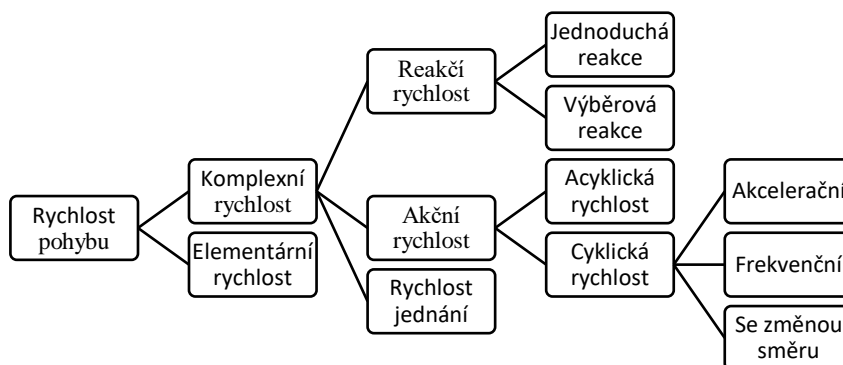 Rychlost
pohybu
Komplexní
rychlost
Elementární
rychlost
Reakčí
rychlost
Akční
rychlost
Rychlost
jednání
Jednoduchá
reakce
Výběrová
reakce
Acyklická
rychlost
Cyklická
rychlost
Akcelerační
Frekvenční
Se změnou
směru